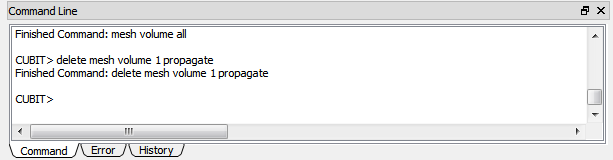 Command Line
Finished Command: mesh volume all
CUBIT> delete mesh volume 1 propagate
Finished Command: delete mesh volume 1 propagate
CUBIT>
Command Error History